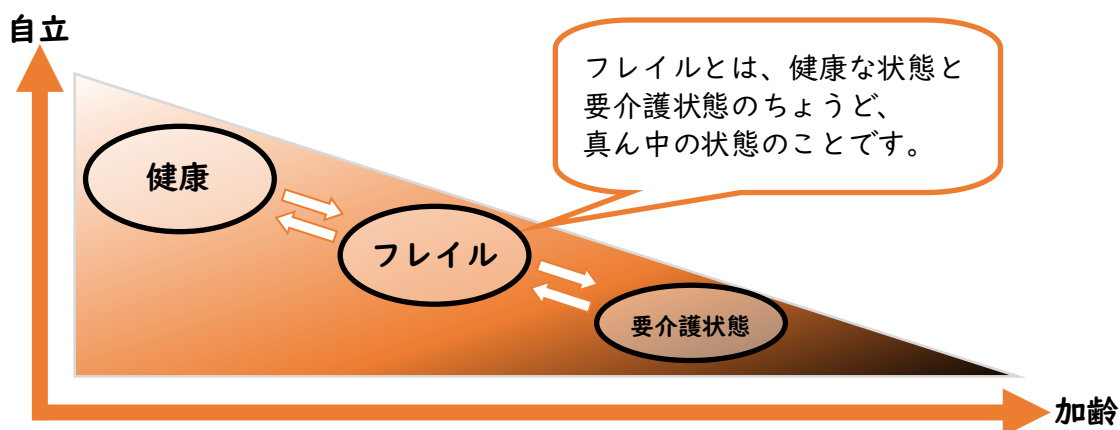 自立
フレイルとは、健康な状態と
要介護状態のちょうど、
真ん中の状態のことです。
健康
フレイル
要介護状態
加齢